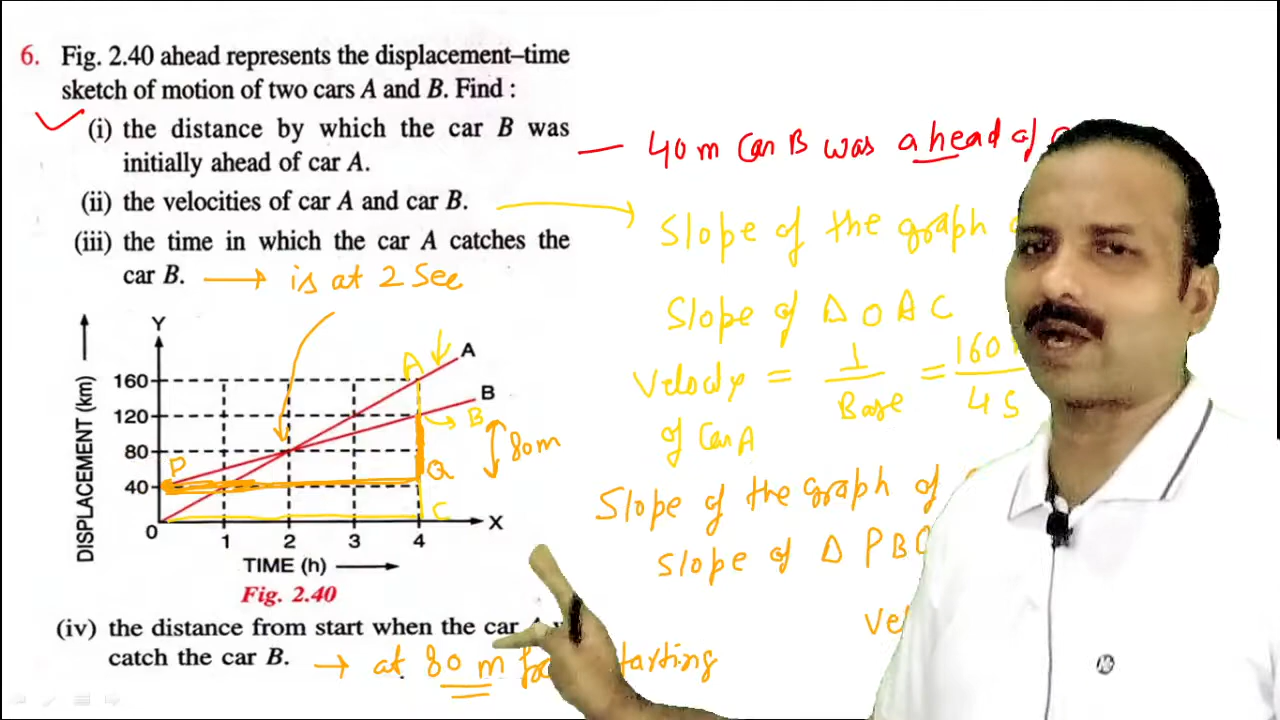 6. Fig. 2.40 ahead represents the displacement–time
sketch of motion of two cars A and B. Find :
(i) the distance by which the car B was
initially ahead of car A.
— 40 m Car B was ahead of
(ii) the velocities of car A and car B.
Slope of the graph
(iii) the time in which the car A catches the
car B. → is at 2 Sec
Slope of Δ OAC
Velocity = 1/Base = 160/4S
of Car A
Y
DISPLACEMENT (km)
160
120
80
40
0
1
2
3
4
X
A
B
A
B
P
Q
C
80m
TIME (h)
Fig. 2.40
Slope of the graph of
slope of Δ PB
(iv) the distance from start when the car
catch the car B. → at 80 m